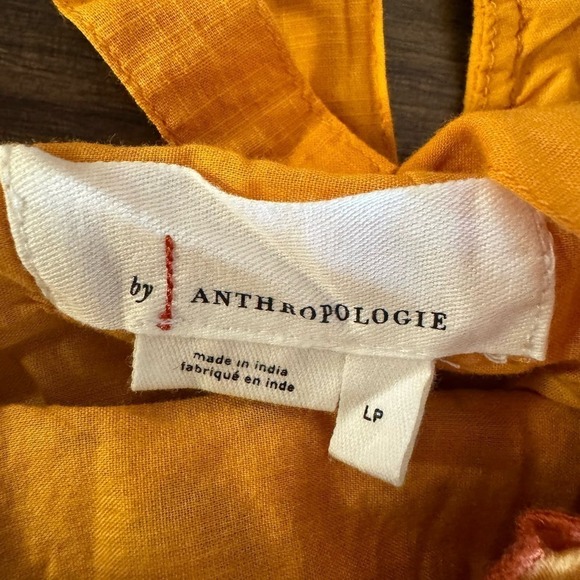 by ANTHROPOLOGIE
made in india
fabriqué en inde
LP